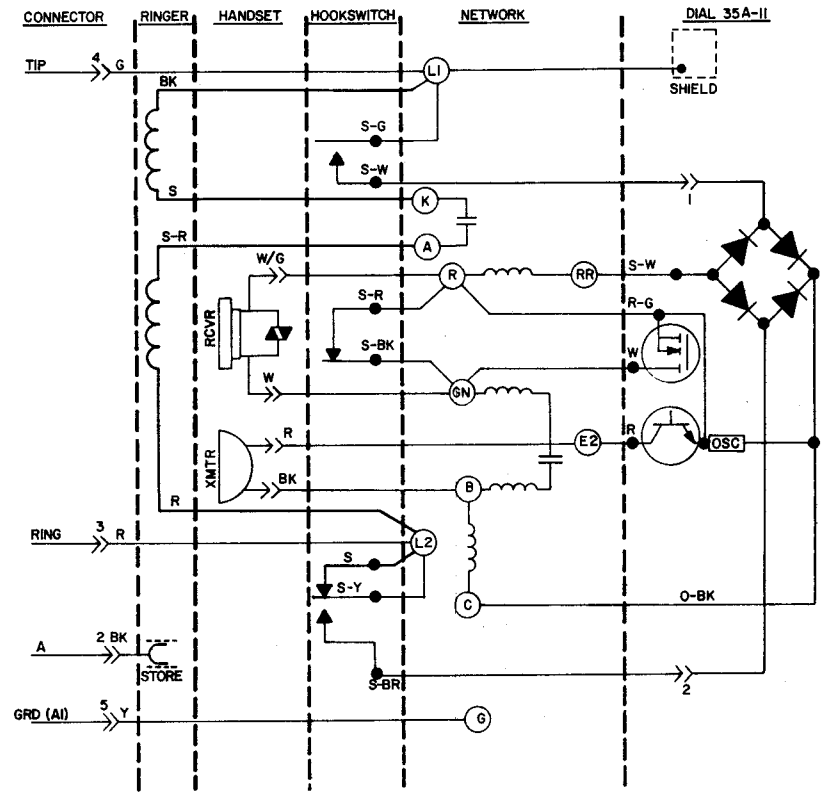 CONNECTOR RINGER HANDSET HOOKSWITCH NETWORK DIAL 35A-11
TIP 4 G L1
BK
SHIELD
S-G
S-W
1
S K
S-R A
W/G R RR S-W
S-R R-G
RCVR
S-BK W
W GN
R E2 R OSC
XMTR
BK B
R
RING 3 R L2
S
S-Y
C O-BK
A 2 BK
STORE
S-BR 2
GRD (A1) 5 Y G